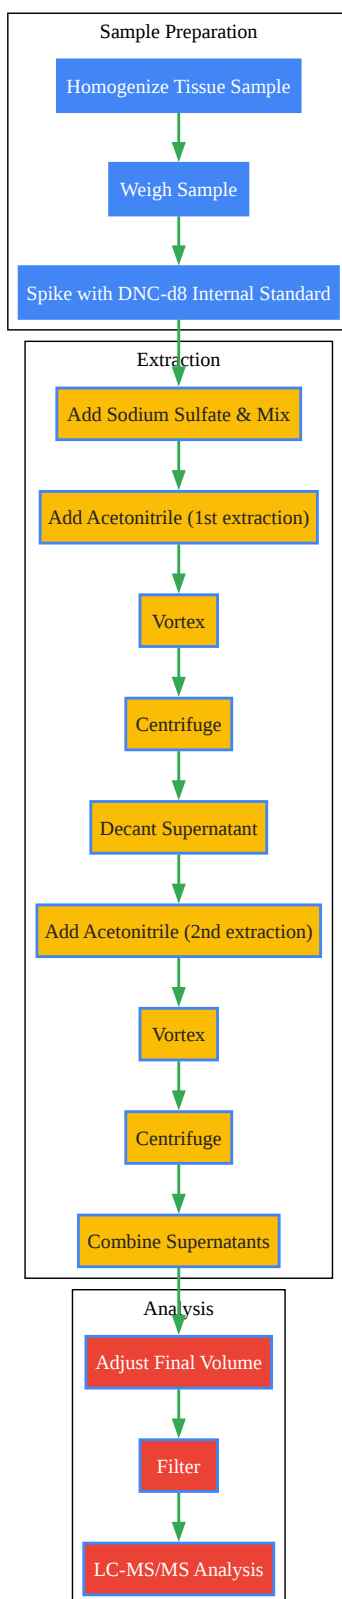 Sample Preparation
Homogenize Tissue Sample
Weigh Sample
Spike with DNC-d8 Internal Standard
Extraction
Add Sodium Sulfate & Mix
Add Acetonitrile (1st extraction)
Vortex
Centrifuge
Decant Supernatant
Add Acetonitrile (2nd extraction)
Vortex
Centrifuge
Combine Supernatants
Analysis
Adjust Final Volume
Filter
LC-MS/MS Analysis